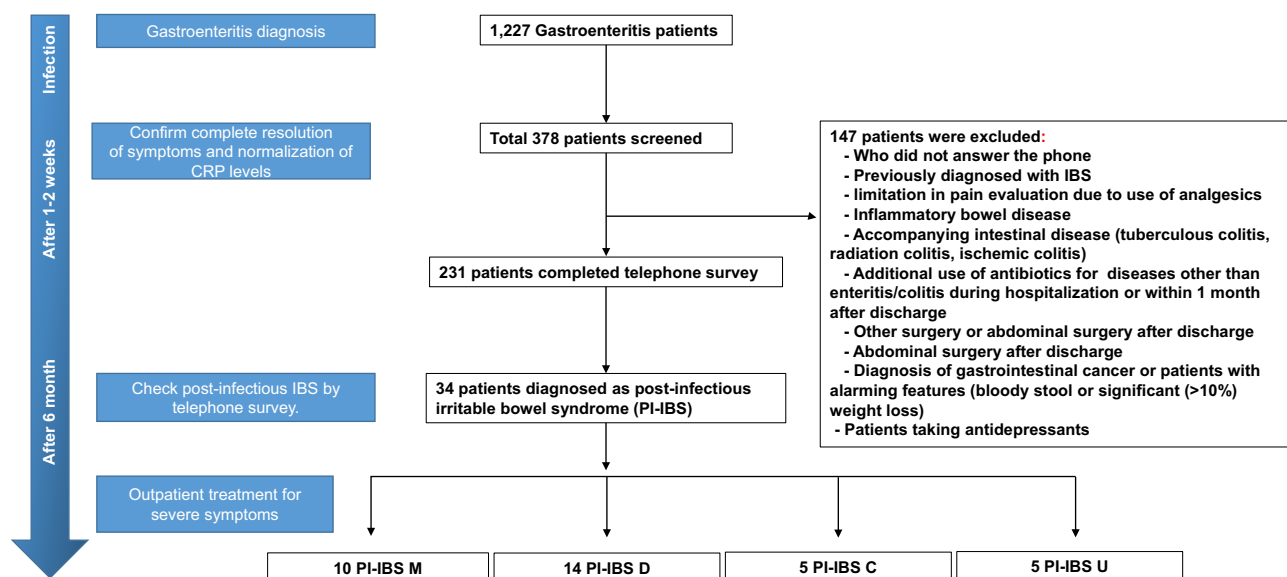 Infection
After 1-2 weeks
After 6 month
Gastroenteritis diagnosis
1,227 Gastroenteritis patients
Confirm complete resolution
of symptoms and normalization of
CRP levels
Total 378 patients screened
147 patients were excluded:
- Who did not answer the phone
- Previously diagnosed with IBS
- limitation in pain evaluation due to use of analgesics
- Inflammatory bowel disease
- Accompanying intestinal disease (tuberculous colitis,
radiation colitis, ischemic colitis)
- Additional use of antibiotics for diseases other than
enteritis/colitis during hospitalization or within 1 month
after discharge
- Other surgery or abdominal surgery after discharge
- Abdominal surgery after discharge
- Diagnosis of gastrointestinal cancer or patients with
alarming features (bloody stool or significant (>10%)
weight loss)
- Patients taking antidepressants
231 patients completed telephone survey
Check post-infectious IBS by
telephone survey.
34 patients diagnosed as post-infectious
irritable bowel syndrome (PI-IBS)
Outpatient treatment for
severe symptoms
10 PI-IBS M
14 PI-IBS D
5 PI-IBS C
5 PI-IBS U